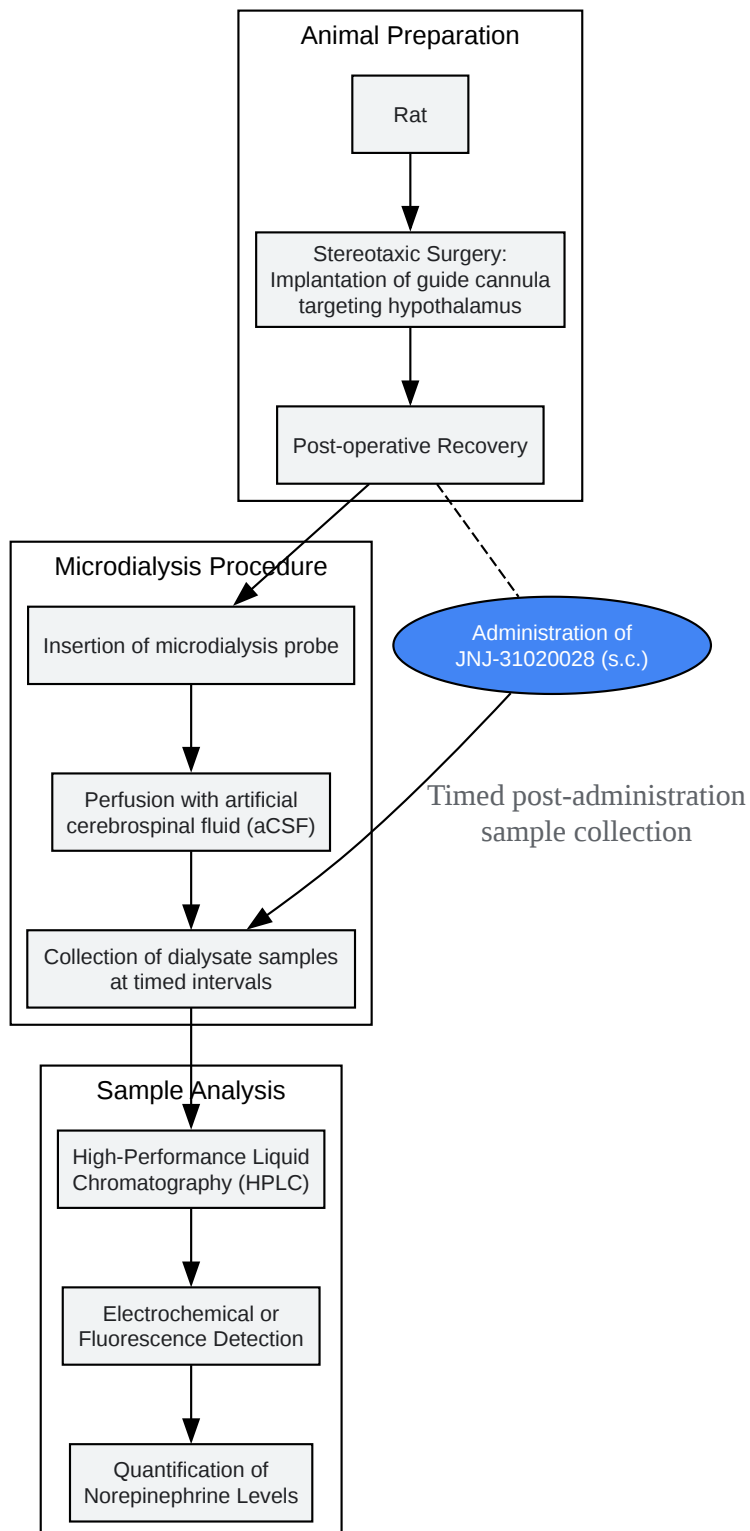 Animal Preparation
Rat
Stereotaxic Surgery:
Implantation of guide cannula
targeting hypothalamus
Post-operative Recovery
Microdialysis Procedure
Insertion of microdialysis probe
Administration of
JNJ-31020028 (s.c.)
Perfusion with artificial
cerebrospinal fluid (aCSF)
Timed post-administration
sample collection
Collection of dialysate samples
at timed intervals
Sample Analysis
High-Performance Liquid
Chromatography (HPLC)
Electrochemical or
Fluorescence Detection
Quantification of
Norepinephrine Levels